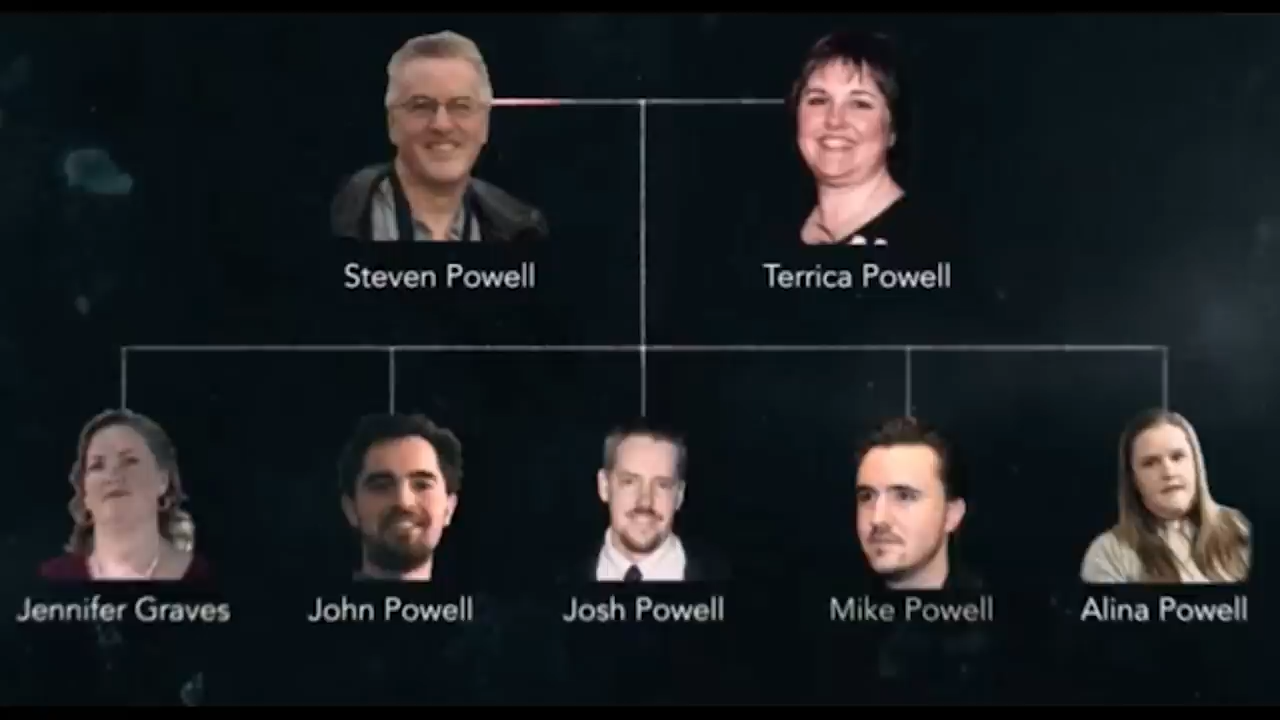 Steven Powell
Terrica Powell
Jennifer Graves
John Powell
Josh Powell
Mike Powell
Alina Powell